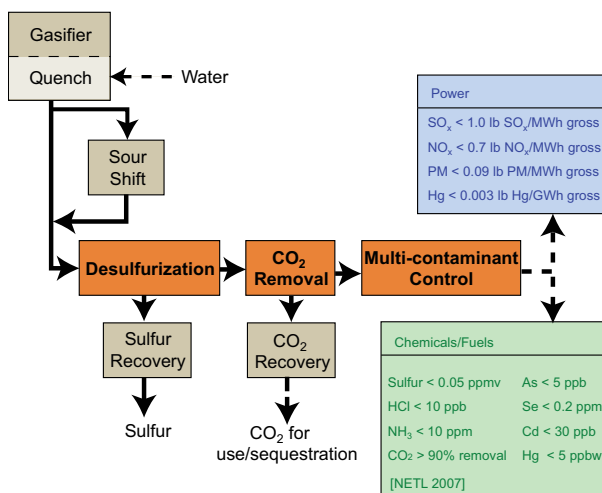 Gasifier
Quench
Water
Sour
Shift
Desulfurization
CO₂
Removal
Multi-contaminant
Control
Sulfur
Recovery
CO₂
Recovery
Sulfur
CO₂ for
use/sequestration
Power
SOₓ < 1.0 lb SOₓ/MWh gross
NOₓ < 0.7 lb NOₓ/MWh gross
PM < 0.09 lb PM/MWh gross
Hg < 0.003 lb Hg/GWh gross
Chemicals/Fuels
Sulfur < 0.05 ppmv As < 5 ppb
HCl < 10 ppb Se < 0.2 ppm
NH₃ < 10 ppm Cd < 30 ppb
CO₂ > 90% removal Hg < 5 ppbw
[NETL 2007]